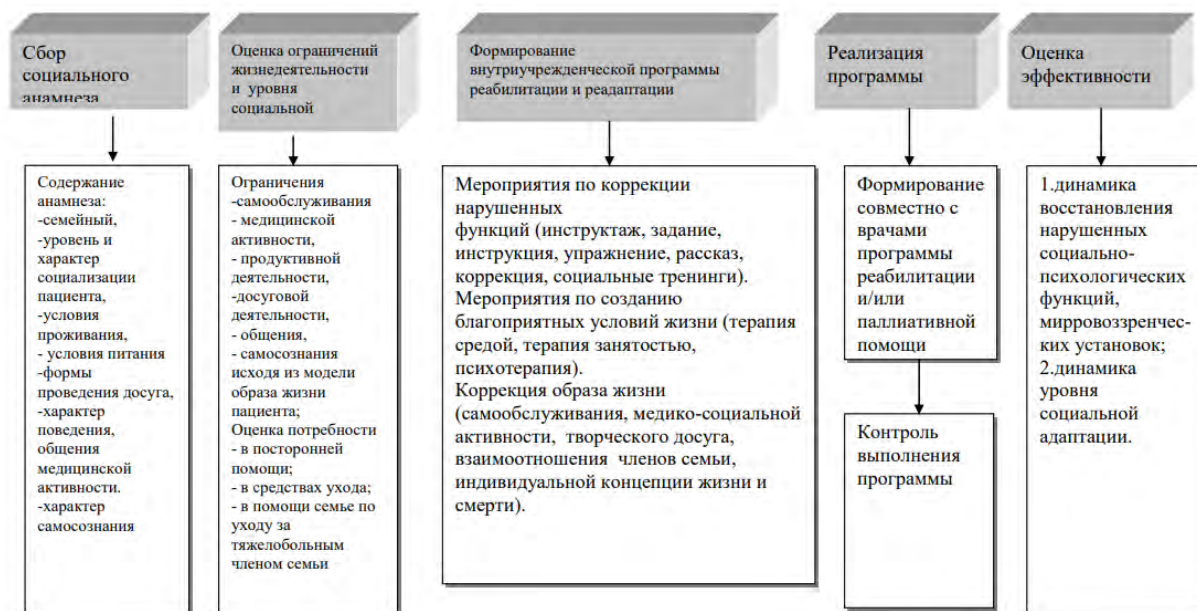 Сбор
социального
анамнеза
Оценка ограничений
жизнедеятельности
и уровня
социальной
Формирование
внутриучрежденческой программы
реабилитации и реадаптации
Реализация
программы
Оценка
эффективности
Содержание
анамнеза:
-семейный,
-уровень и
характер
социализации
пациента,
-условия
проживания,
- условия питания
-формы
проведения досуга,
-характер
поведения,
общения
медицинской
активности.
-характер
самосознания
Ограничения
-самообслуживания
- медицинской
активности,
- продуктивной
деятельности,
-досуговой
деятельности,
- общения,
- самосознания
исходя из модели
образа жизни
пациента;
Оценка потребности
- в посторонней
помощи;
- в средствах ухода;
- в помощи семье по
уходу за
тяжелобольным
членом семьи
Мероприятия по коррекции
нарушенных
функций (инструктаж, задание,
инструкция, упражнение, рассказ,
коррекция, социальные тренинги).
Мероприятия по созданию
благоприятных условий жизни (терапия
средой, терапия занятостью,
психотерапия).
Коррекция образа жизни
(самообслуживания, медико-социальной
активности, творческого досуга,
взаимоотношения членов семьи,
индивидуальной концепции жизни и
смерти).
Формирование
совместно с
врачами
программы
реабилитации
и/или
паллиативной
помощи
Контроль
выполнения
программы
1.динамика
восстановления
нарушенных
социально-
психологических
функций,
мирровоззренчес-
ких установок;
2.динамика
уровня
социальной
адаптации.